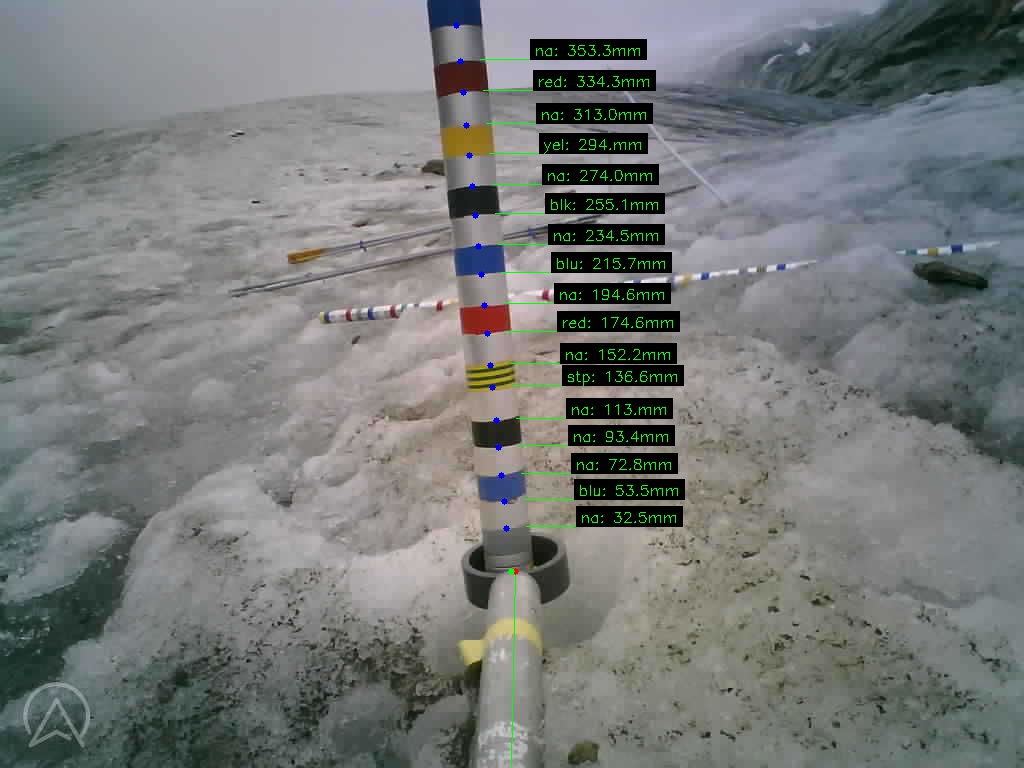 na: 353.3mm
red: 334.3mm
na: 313.0mm
yel: 294.mm
na: 274.0mm
blk: 255.1mm
na: 234.5mm
blu: 215.7mm
na: 194.6mm
red: 174.6mm
na: 152.2mm
stp: 136.6mm
na: 113.mm
na: 93.4mm
na: 72.8mm
blu: 53.5mm
na: 32.5mm